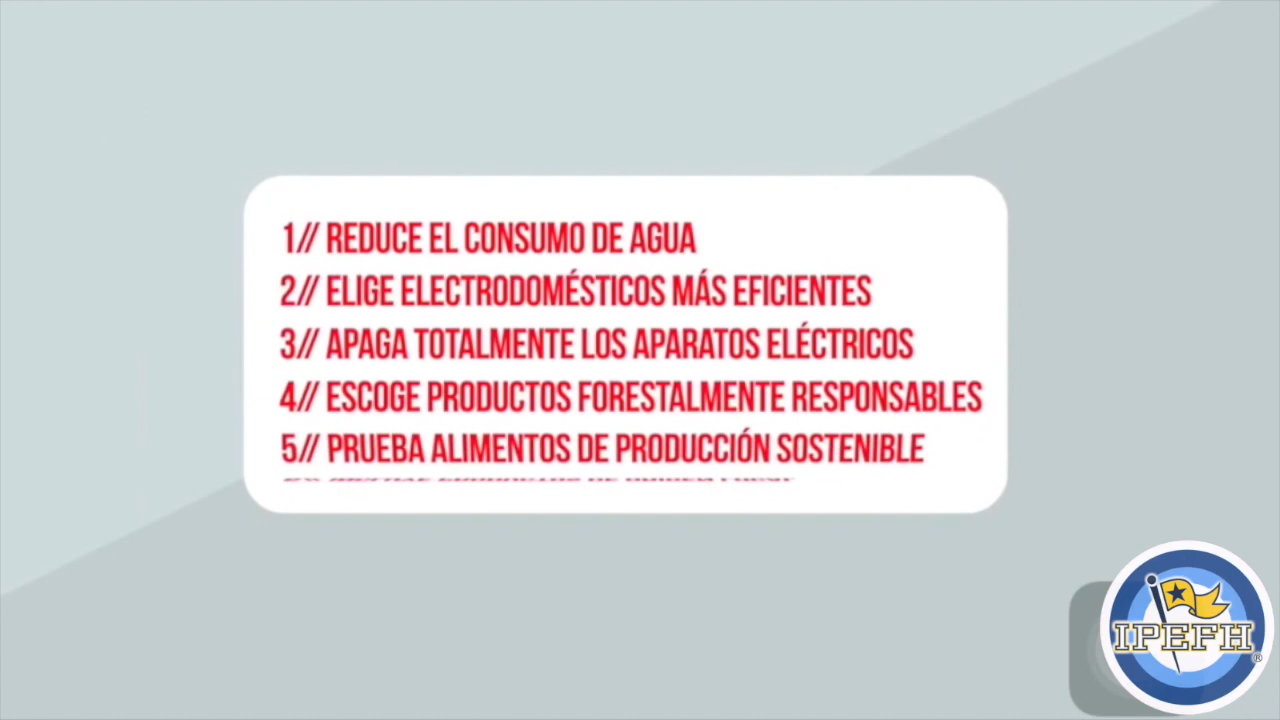 1// REDUCE EL CONSUMO DE AGUA
2// ELIGE ELECTRODOMÉSTICOS MÁS EFICIENTES
3// APAGA TOTALMENTE LOS APARATOS ELÉCTRICOS
4// ESCOGE PRODUCTOS FORESTALMENTE RESPONSABLES
5// PRUEBA ALIMENTOS DE PRODUCCIÓN SOSTENIBLE
IPEFH
®